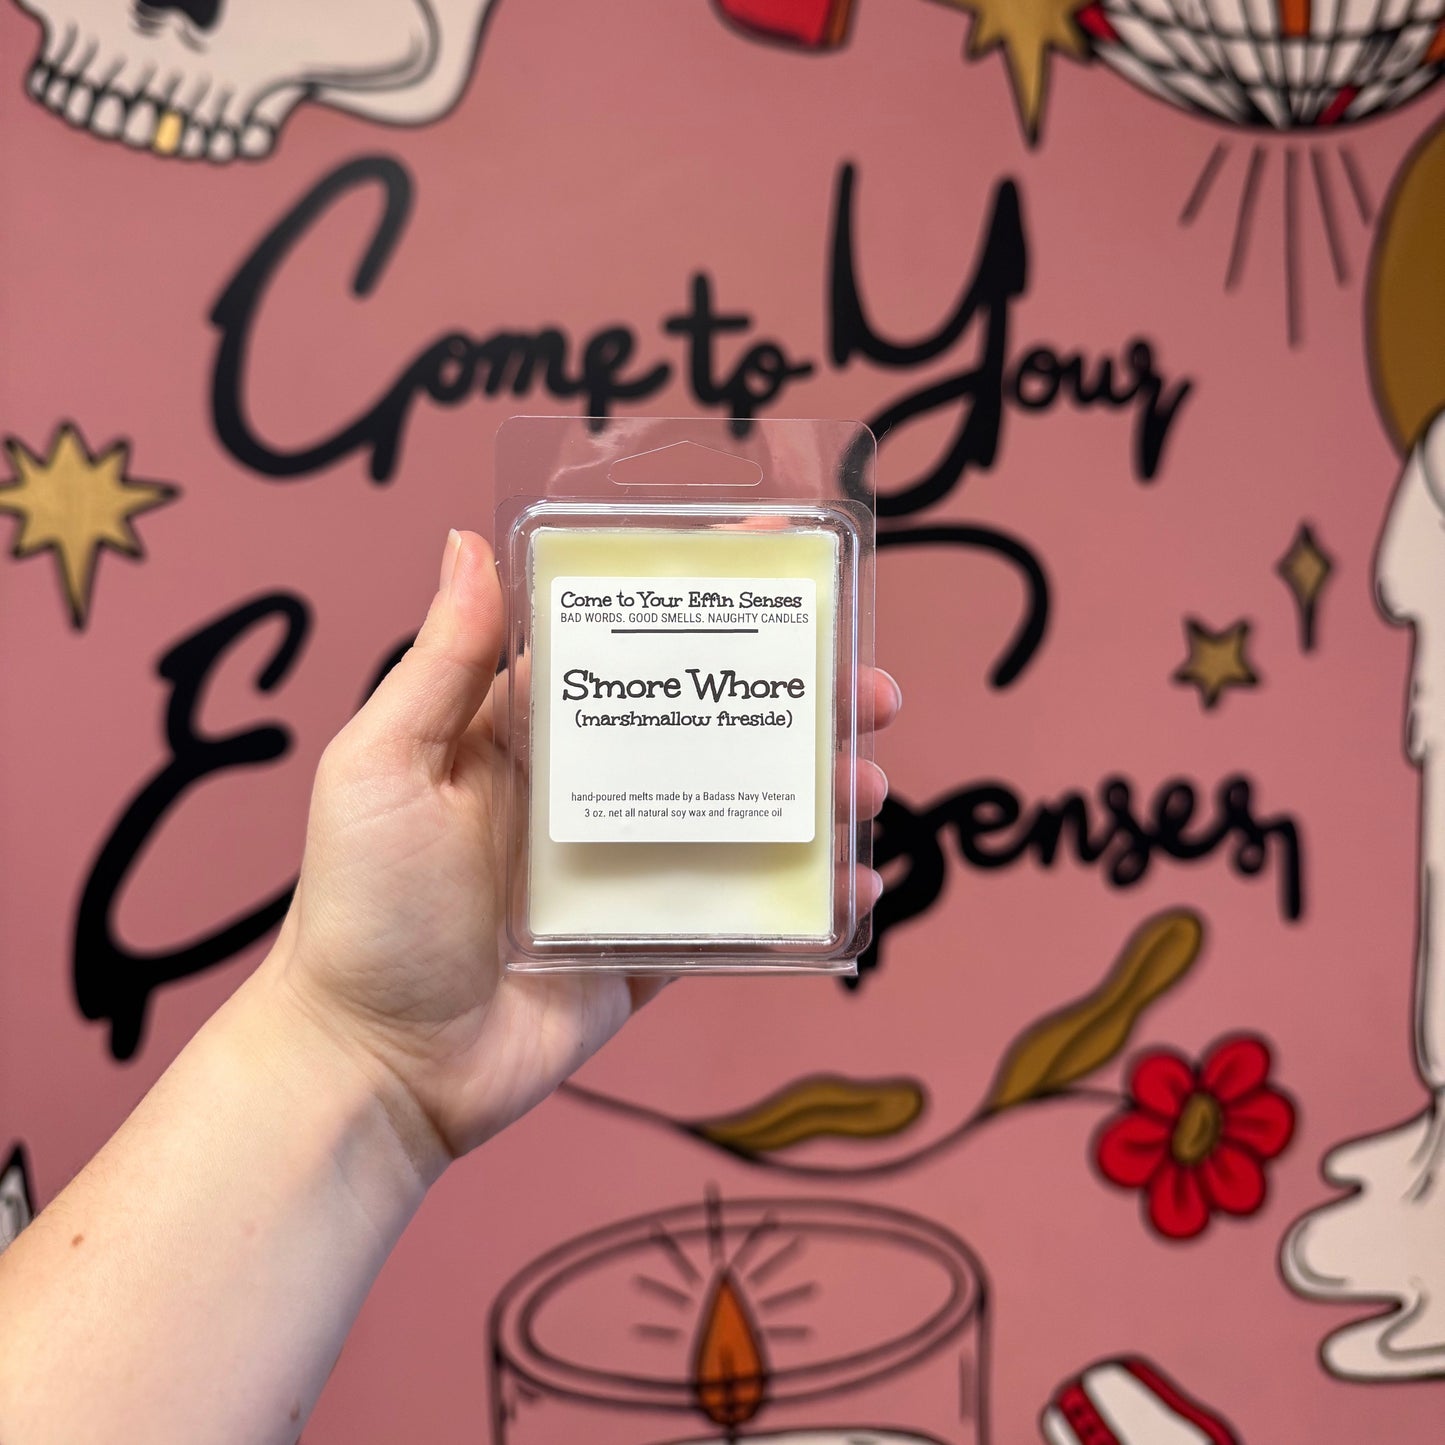 Come to Your
E Senses
Come to Your Effin Senses
BAD WORDS. GOOD SMELLS. NAUGHTY CANDLES
S'more Whore
(marshmallow fireside)
hand-poured melts made by a Badass Navy Veteran
3 oz. net all natural soy wax and fragrance oil